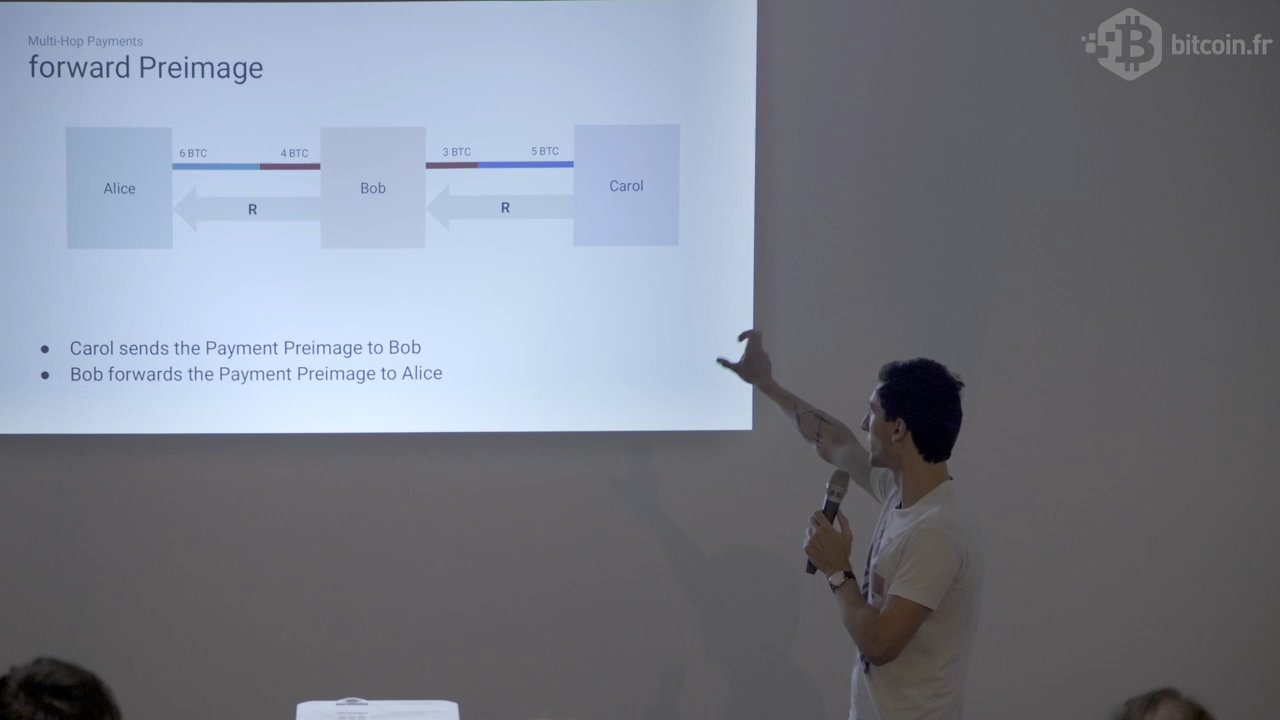 Multi-Hop Payments
forward Preimage
6 BTC 4 BTC 3 BTC 5 BTC
Alice Bob Carol
R R
● Carol sends the Payment Preimage to Bob
● Bob forwards the Payment Preimage to Alice
bitcoin.fr